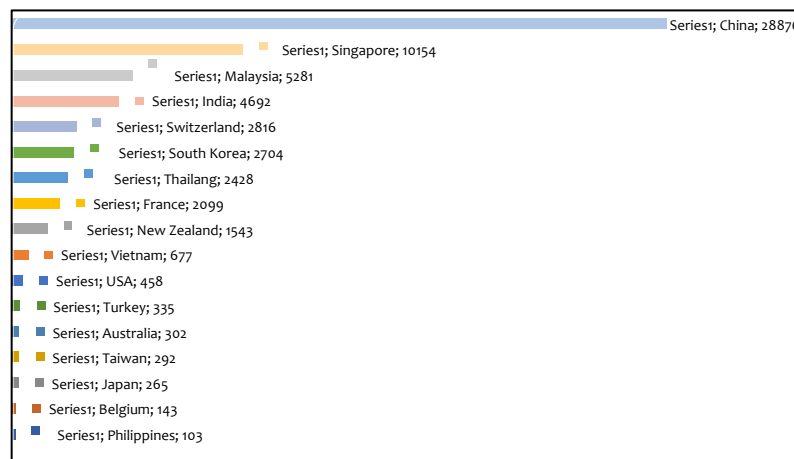 Series1; China; 28876
Series1; Singapore; 10154
Series1; Malaysia; 5281
Series1; India; 4692
Series1; Switzerland; 2816
Series1; South Korea; 2704
Series1; Thailang; 2428
Series1; France; 2099
Series1; New Zealand; 1543
Series1; Vietnam; 677
Series1; USA; 458
Series1; Turkey; 335
Series1; Australia; 302
Series1; Taiwan; 292
Series1; Japan; 265
Series1; Belgium; 143
Series1; Philippines; 103